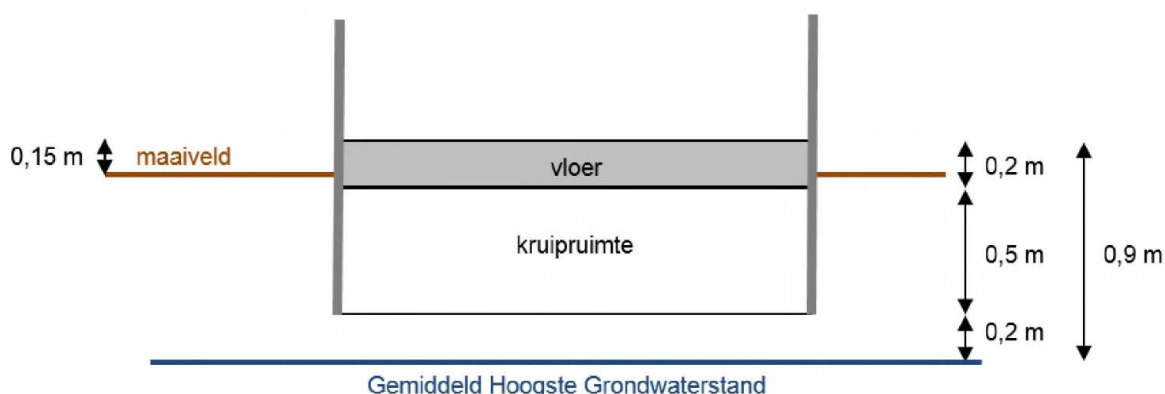 0,15 m
maaiveld
vloer
0,2 m
kruipruimte
0,5 m
0,9 m
0,2 m
Gemiddeld Hoogste Grondwaterstand